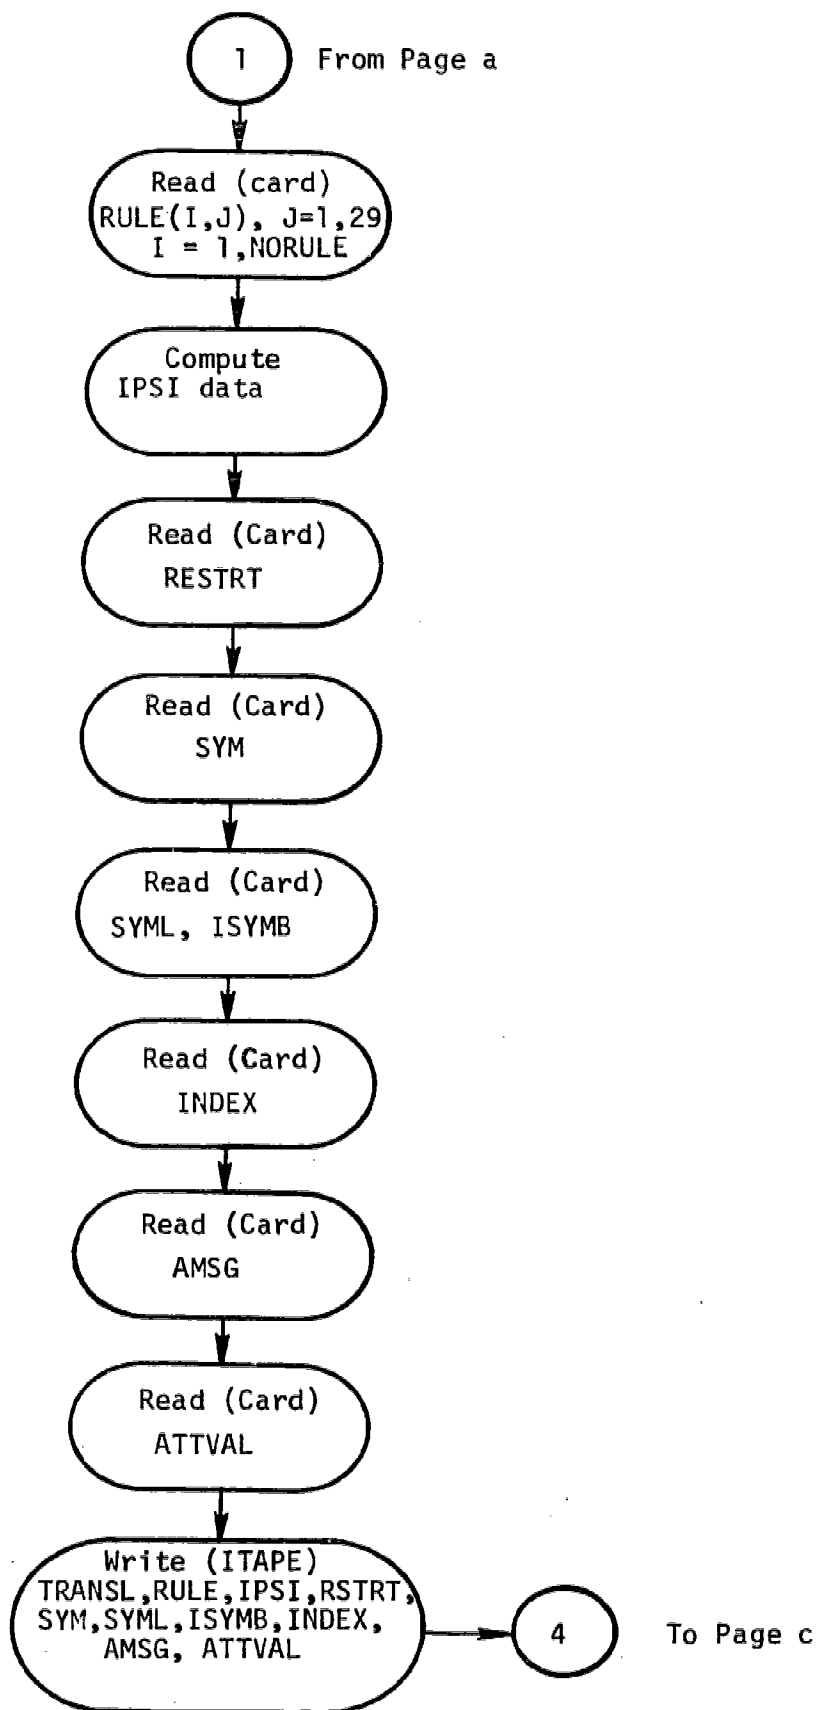 1 From Page a
Read (card)
RULE(I,J), J=1,29
I = 1,NORULE
Compute
IPSI data
Read (Card)
RESTRT
Read (Card)
SYM
Read (Card)
SYML, ISYMB
Read (Card)
INDEX
Read (Card)
AMSG
Read (Card)
ATTVAL
Write (ITAPE)
TRANSL,RULE,IPSI,RSTRT,
SYM,SYML,ISYMB,INDEX,
AMSG, ATTVAL
4 To Page c